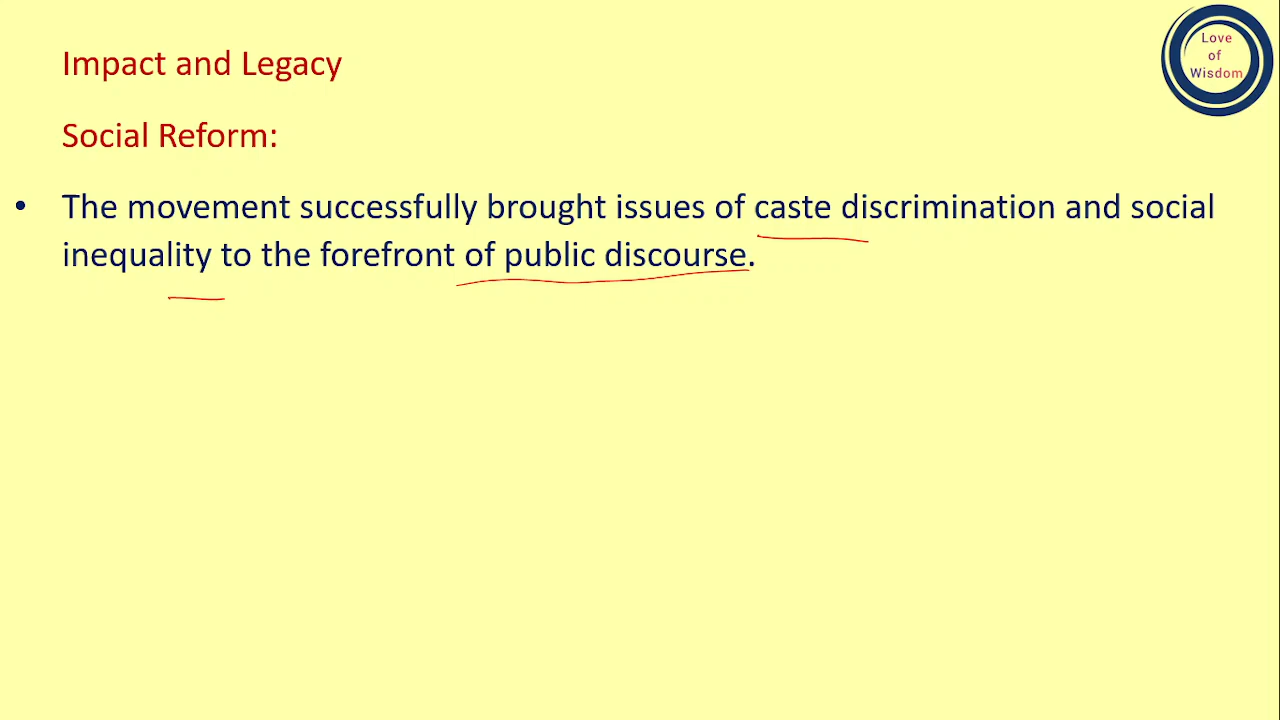 Impact and Legacy
Love
of
Wisdom
Social Reform:
• The movement successfully brought issues of caste discrimination and social
inequality to the forefront of public discourse.